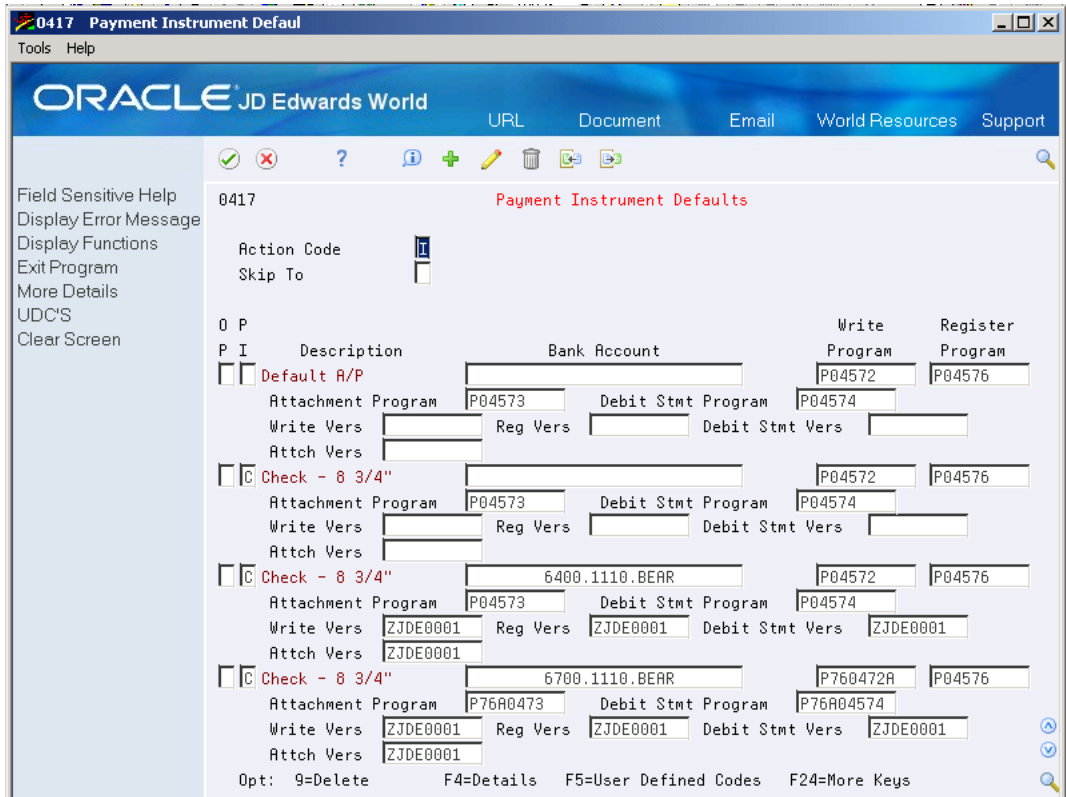 0417 Payment Instrument Defaul
Tools Help
ORACLE JD Edwards World
URL Document Email World Resources Support
Field Sensitive Help
Display Error Message
Display Functions
Exit Program
More Details
UDC'S
Clear Screen
0417 Payment Instrument Defaults
Action Code I
Skip To
O P Write Register
P I Description Bank Account Program Program
Default A/P P04572 P04576
Attachment Program P04573 Debit Stmt Program P04574
Write Vers Reg Vers Debit Stmt Vers
Attch Vers
C Check - 8 3/4" P04572 P04576
Attachment Program P04573 Debit Stmt Program P04574
Write Vers Reg Vers Debit Stmt Vers
Attch Vers
C Check - 8 3/4" 6400.1110.BEAR P04572 P04576
Attachment Program P04573 Debit Stmt Program P04574
Write Vers ZJDE0001 Reg Vers ZJDE0001 Debit Stmt Vers ZJDE0001
Attch Vers ZJDE0001
C Check - 8 3/4" 6700.1110.BEAR P760472A P04576
Attachment Program P76A0473 Debit Stmt Program P76A04574
Write Vers ZJDE0001 Reg Vers ZJDE0001 Debit Stmt Vers ZJDE0001
Attch Vers ZJDE0001
Opt: 9=Delete F4=Details F5=User Defined Codes F24=More Keys